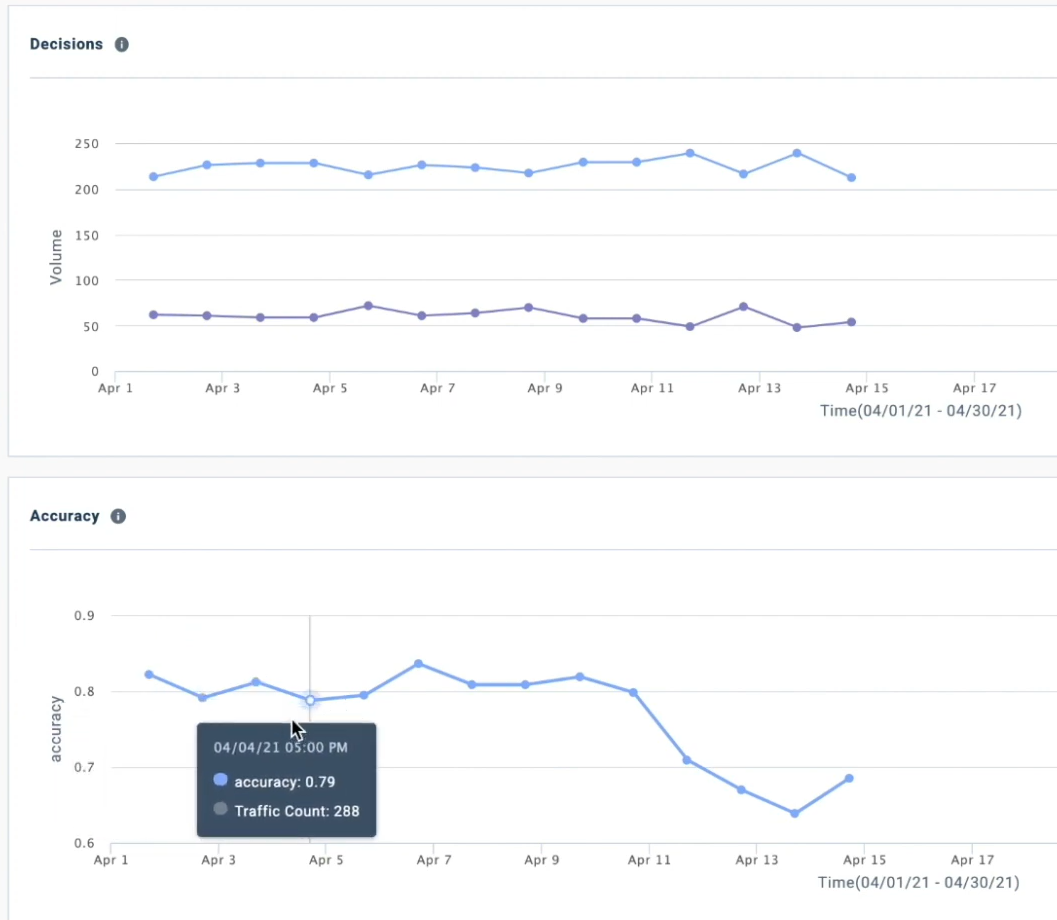 Decisions
250
200
150
100
50
0
Volume
Apr 1 Apr 3 Apr 5 Apr 7 Apr 9 Apr 11 Apr 13 Apr 15 Apr 17
Time(04/01/21 - 04/30/21)
Accuracy
0.9
0.8
0.7
0.6
accuracy
04/04/21 05:00 PM
accuracy: 0.79
Traffic Count: 288
Apr 1 Apr 3 Apr 5 Apr 7 Apr 9 Apr 11 Apr 13 Apr 15 Apr 17
Time(04/01/21 - 04/30/21)